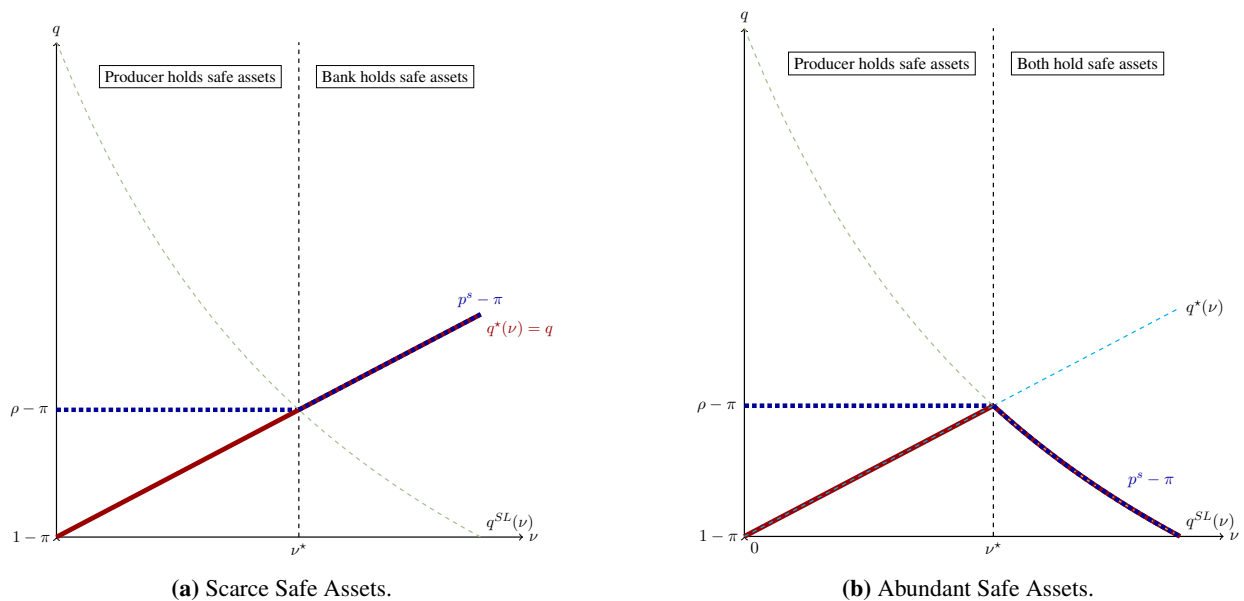 q
Producer holds safe assets
Bank holds safe assets
p^s − π
q*(ν) = q
ρ − π
1 − π
q^{SL}(ν)
ν
ν*
(a) Scarce Safe Assets.
q
Producer holds safe assets
Both hold safe assets
q*(ν)
ρ − π
p^s − π
1 − π
q^{SL}(ν)
ν
0
ν*
(b) Abundant Safe Assets.